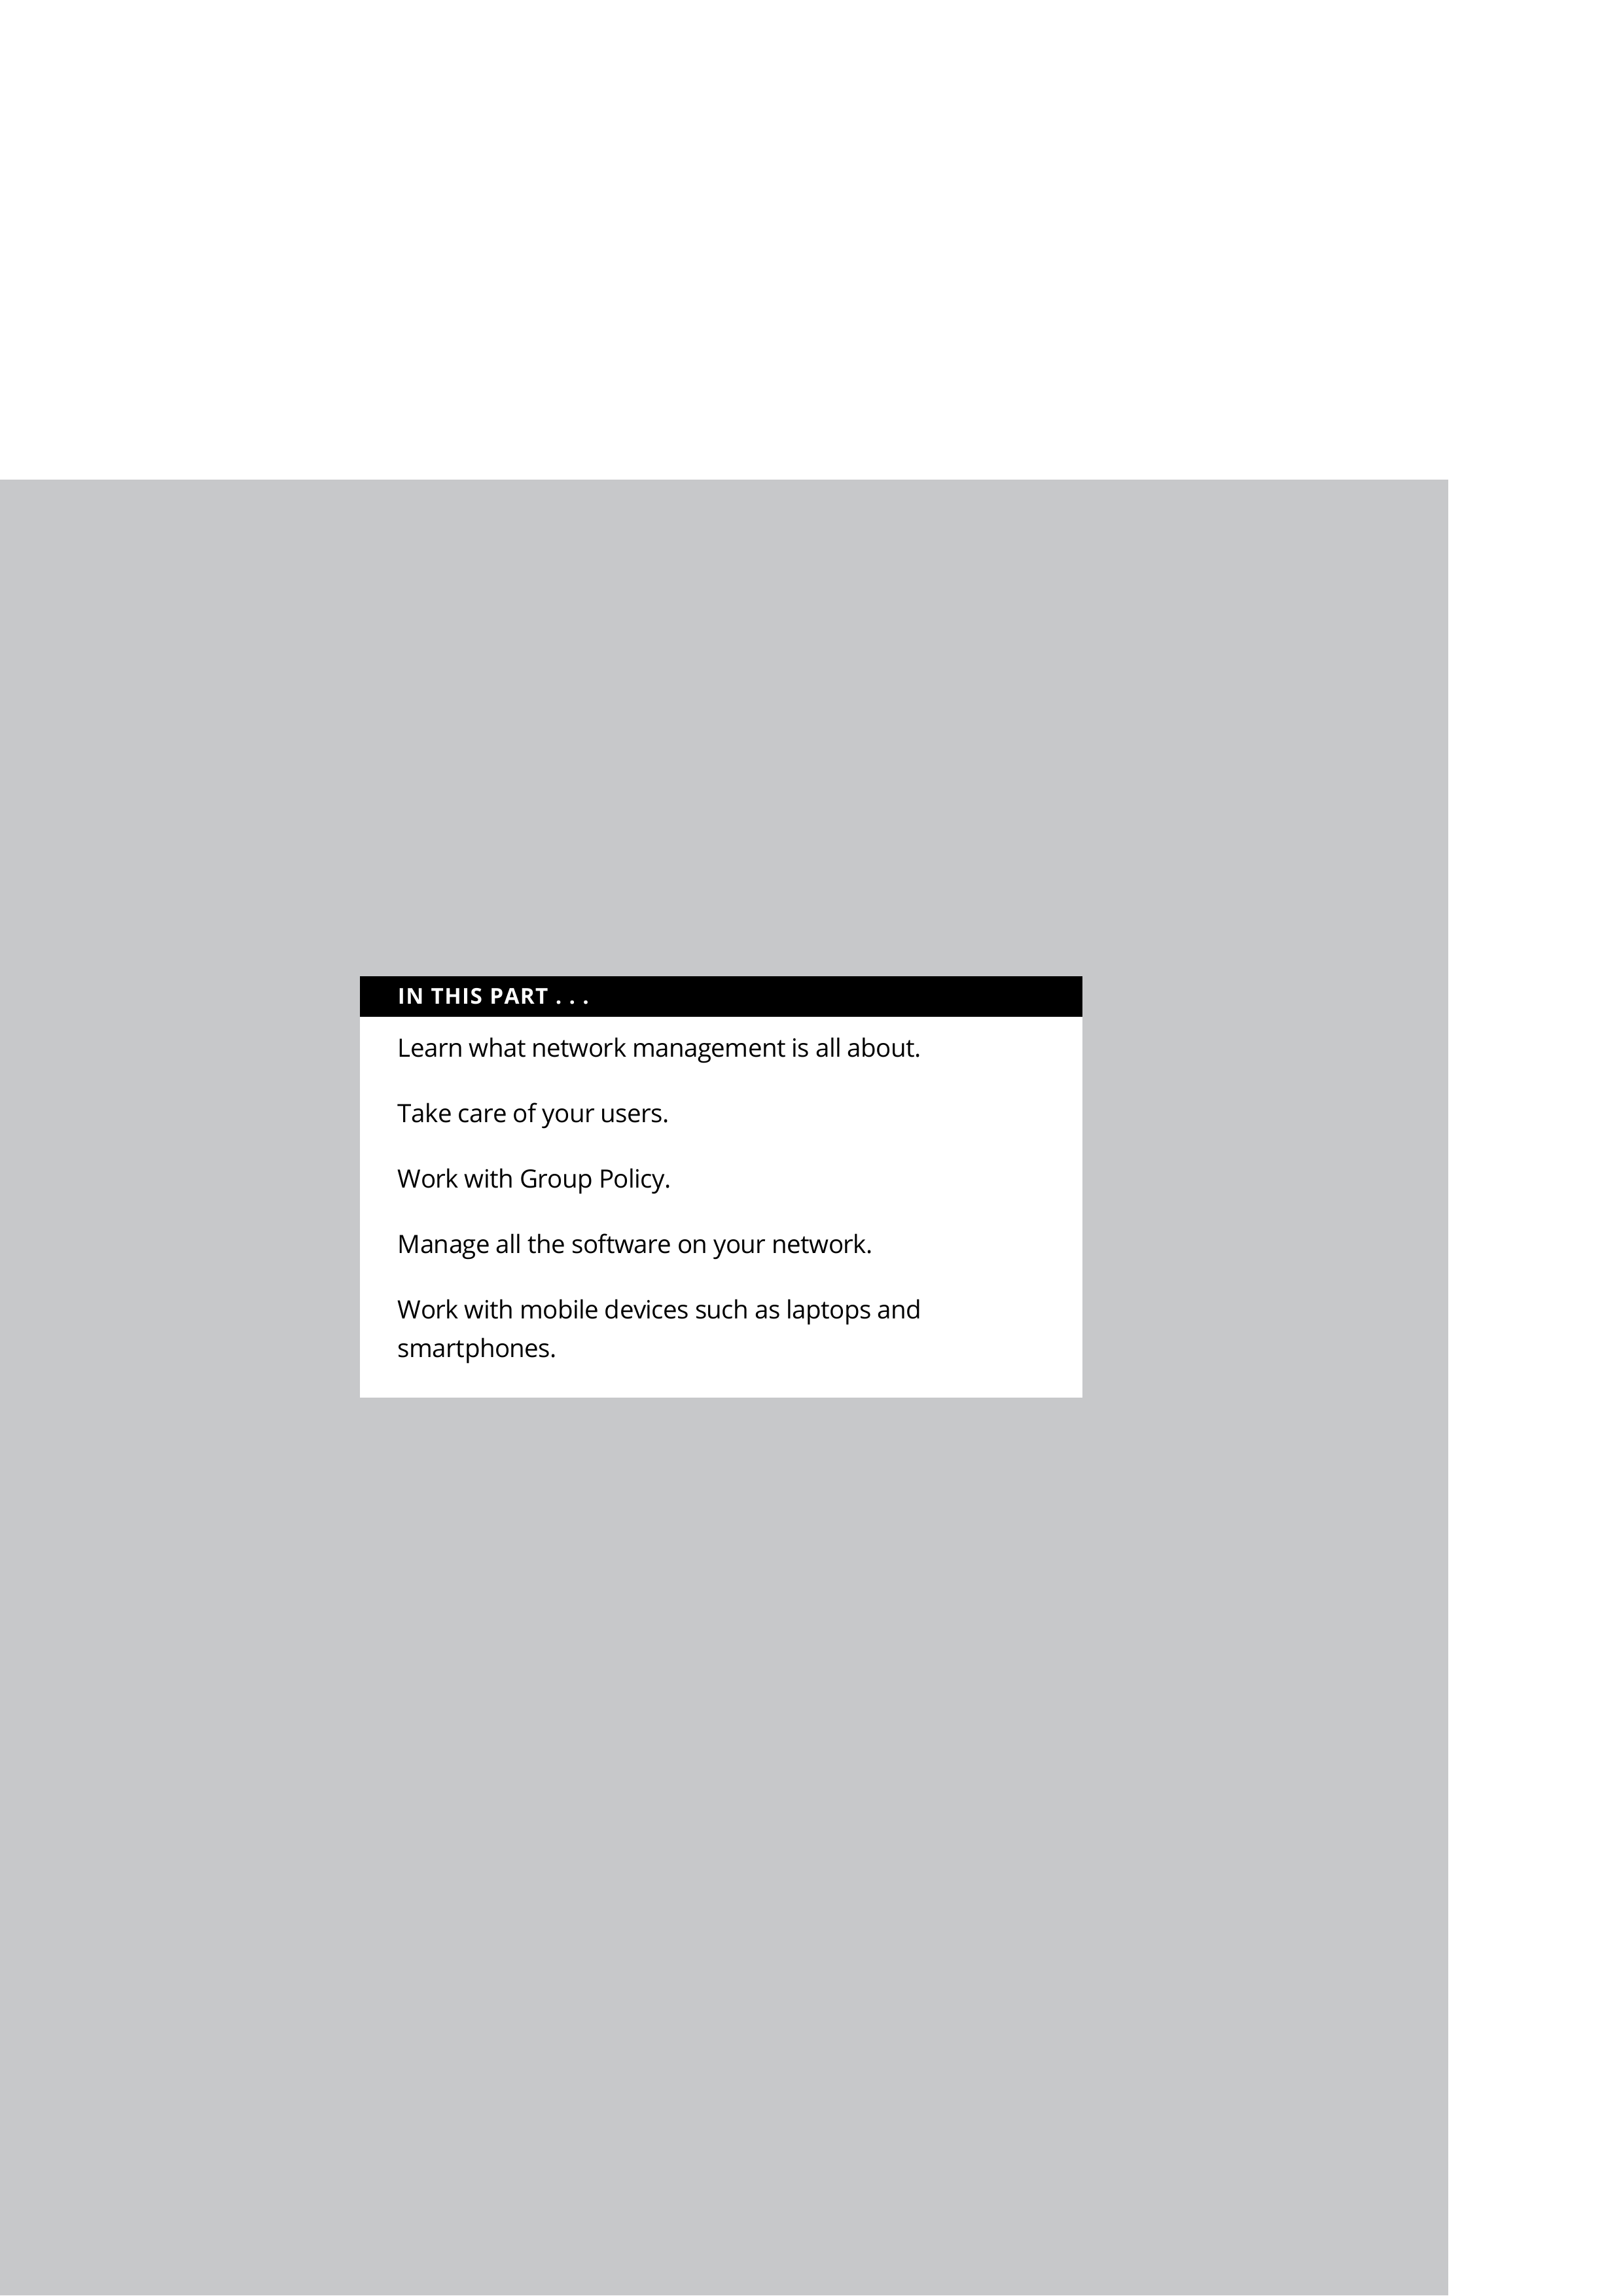 IN THIS PART . . .
Learn what network management is all about.
Take care of your users.
Work with Group Policy.
Manage all the software on your network.
Work with mobile devices such as laptops and
smartphones.